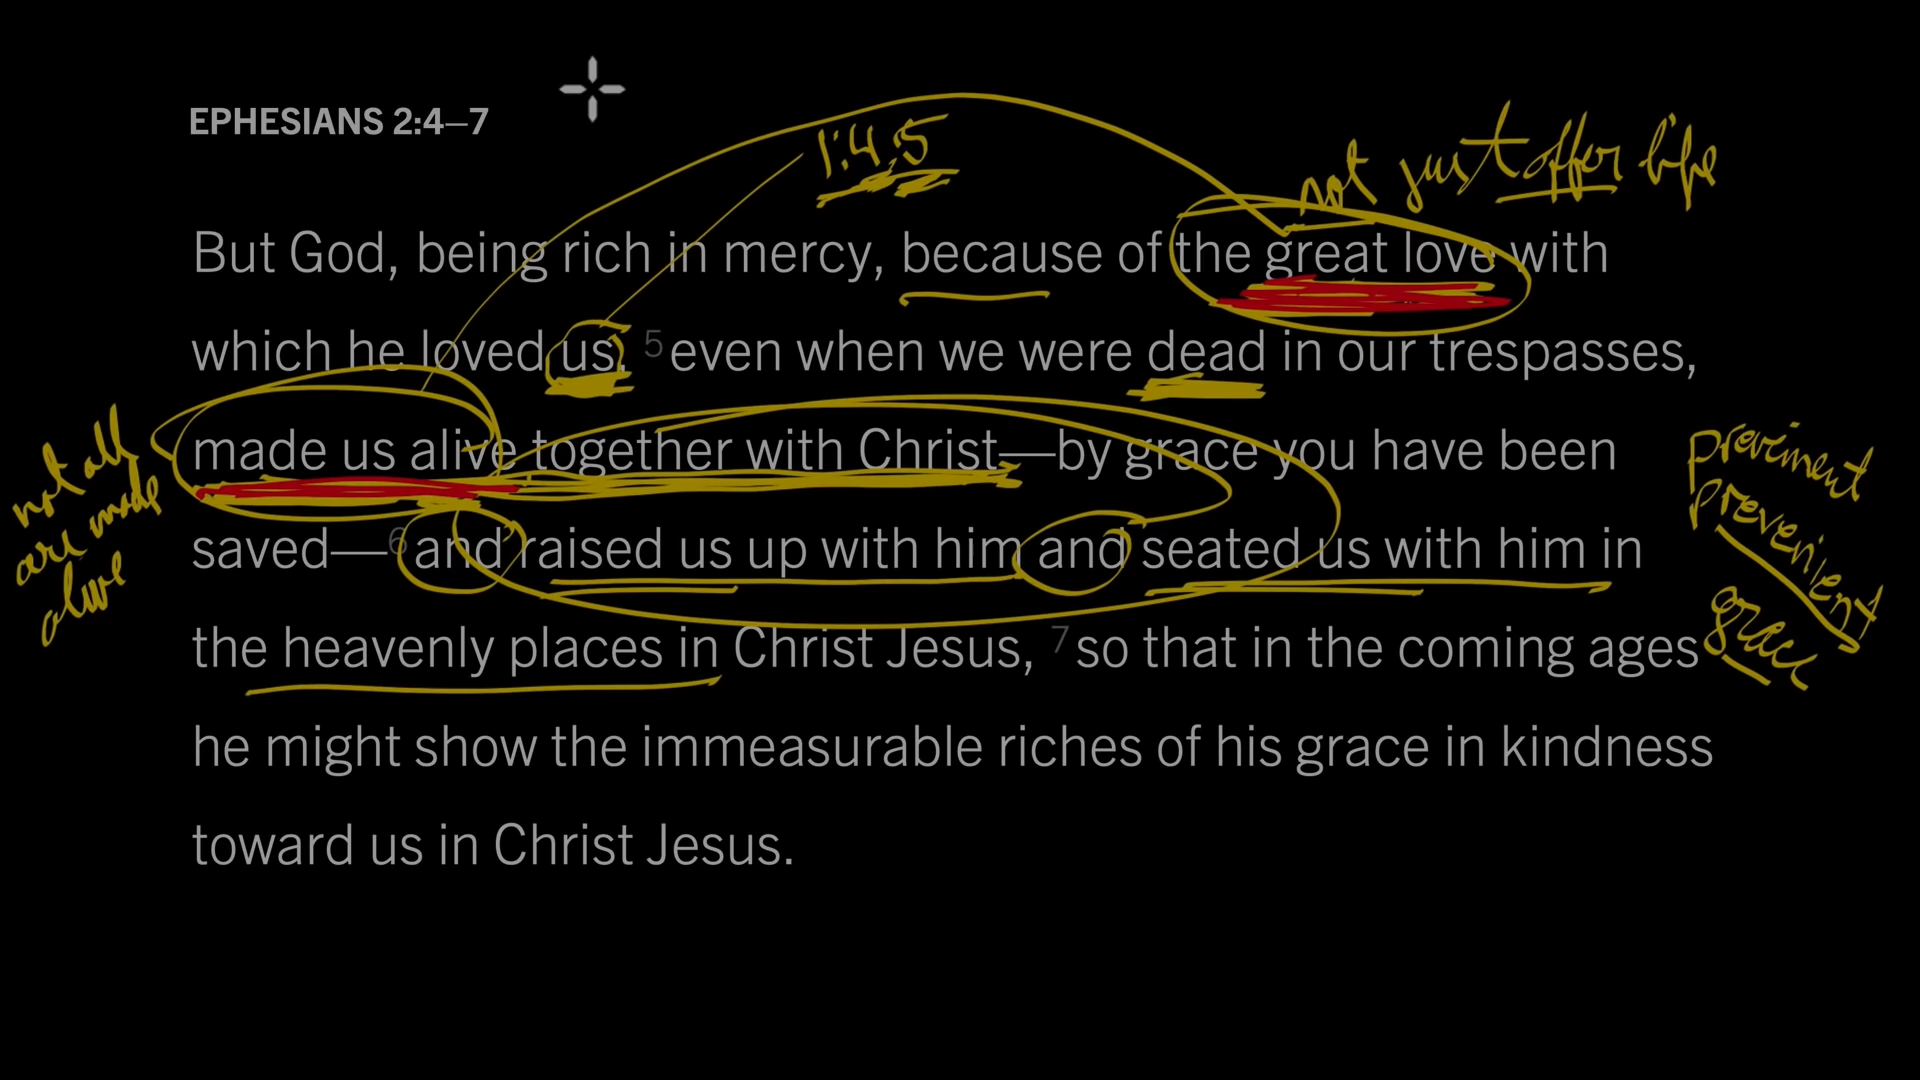 EPHESIANS 2:4–7
1:4,5
not just offer life
But God, being rich in mercy, because of the great love with
which he loved us, 5 even when we were dead in our trespasses,
made us alive together with Christ—by grace you have been
saved—6 and raised us up with him and seated us with him in
the heavenly places in Christ Jesus, 7 so that in the coming ages
he might show the immeasurable riches of his grace in kindness
toward us in Christ Jesus.
not all
are made
alive
prevenient
grace